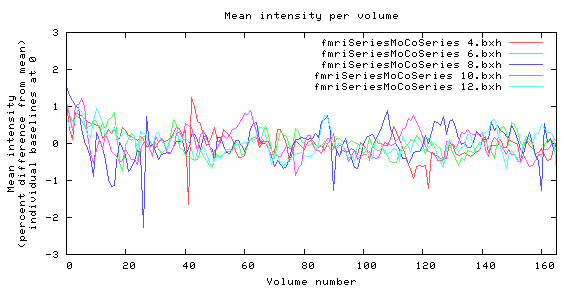 Mean intensity per volume
fmriSeriesMoCoSeries 4.bxh
fmriSeriesMoCoSeries 6.bxh
fmriSeriesMoCoSeries 8.bxh
fmriSeriesMoCoSeries 10.bxh
fmriSeriesMoCoSeries 12.bxh
Mean intensity
(percent difference from mean)
individual baselines at 0
3
2
1
0
-1
-2
-3
0 20 40 60 80 100 120 140 160
Volume number